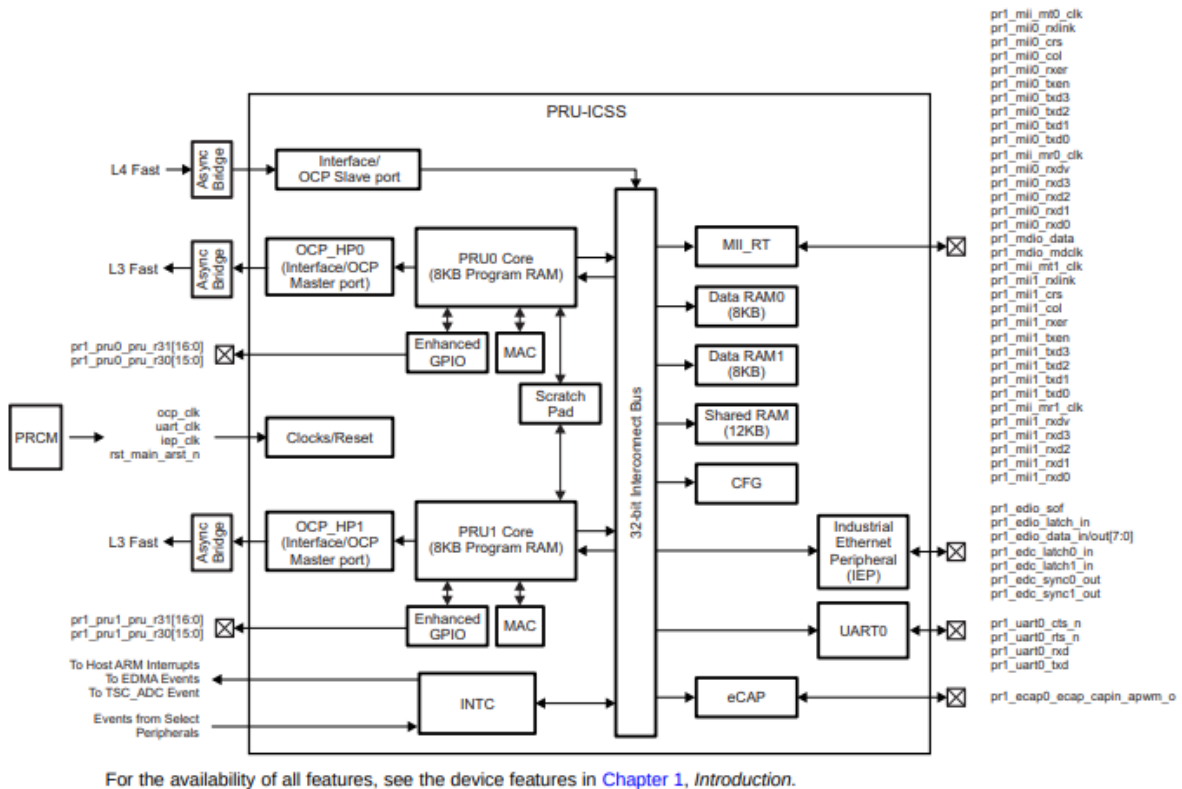 PRU-ICSS
L4 Fast
Async
Bridge
Interface/
OCP Slave port
L3 Fast
Async
Bridge
OCP_HP0
(Interface/OCP
Master port)
PRU0 Core
(8KB Program RAM)
pr1_pru0_pru_r31[16:0]
pr1_pru0_pru_r30[15:0]
Enhanced
GPIO
MAC
Scratch
Pad
PRCM
ocp_clk
uart_clk
iep_clk
rst_main_arst_n
Clocks/Reset
L3 Fast
Async
Bridge
OCP_HP1
(Interface/OCP
Master port)
PRU1 Core
(8KB Program RAM)
pr1_pru1_pru_r31[16:0]
pr1_pru1_pru_r30[15:0]
Enhanced
GPIO
MAC
To Host ARM Interrupts
To EDMA Events
To TSC_ADC Event
Events from Select
Peripherals
INTC
32-bit Interconnect Bus
MII_RT
Data RAM0
(8KB)
Data RAM1
(8KB)
Shared RAM
(12KB)
CFG
Industrial
Ethernet
Peripheral
(IEP)
UART0
eCAP
pr1_mii_mt0_clk
pr1_mii0_rxlink
pr1_mii0_crs
pr1_mii0_col
pr1_mii0_rxer
pr1_mii0_txen
pr1_mii0_txd3
pr1_mii0_txd2
pr1_mii0_txd1
pr1_mii0_txd0
pr1_mii_mr0_clk
pr1_mii0_rxdv
pr1_mii0_rxd3
pr1_mii0_rxd2
pr1_mii0_rxd1
pr1_mii0_rxd0
pr1_mdio_data
pr1_mdio_mdclk
pr1_mii_mt1_clk
pr1_mii1_rxlink
pr1_mii1_crs
pr1_mii1_col
pr1_mii1_rxer
pr1_mii1_txen
pr1_mii1_txd3
pr1_mii1_txd2
pr1_mii1_txd1
pr1_mii1_txd0
pr1_mii_mr1_clk
pr1_mii1_rxdv
pr1_mii1_rxd3
pr1_mii1_rxd2
pr1_mii1_rxd1
pr1_mii1_rxd0
pr1_edio_sof
pr1_edio_latch_in
pr1_edio_data_in/out[7:0]
pr1_edc_latch0_in
pr1_edc_latch1_in
pr1_edc_sync0_out
pr1_edc_sync1_out
pr1_uart0_cts_n
pr1_uart0_rts_n
pr1_uart0_rxd
pr1_uart0_txd
pr1_ecap0_ecap_capin_apwm_o
For the availability of all features, see the device features in Chapter 1, Introduction.